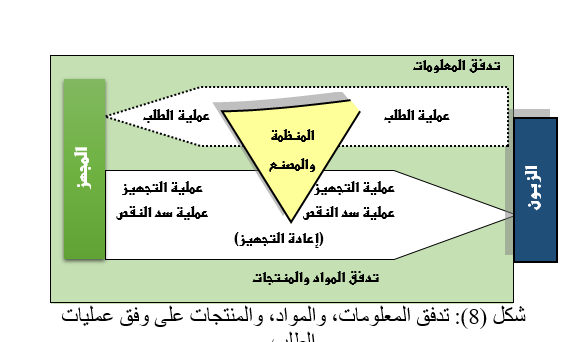 تدفق المعلومات
عملية الطلب
عملية الطلب
المنظمة
والمصنع
الزبون
المجهز
عملية التجهيز
عملية سد النقص
عملية التجهيز
عملية سد النقص
(إعادة التجهيز)
تدفق المواد والمنتجات
شكل (8): تدفق المعلومات، والمواد، والمنتجات على وفق عمليات
الطلب